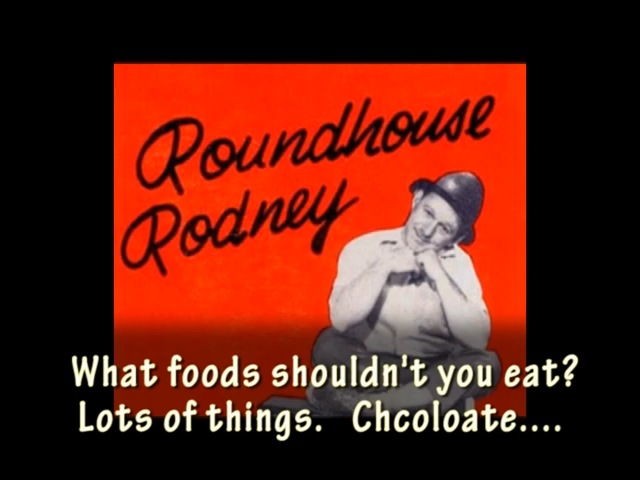 Roundhouse
Rodney
What foods shouldn't you eat?
Lots of things. Chcoloate....